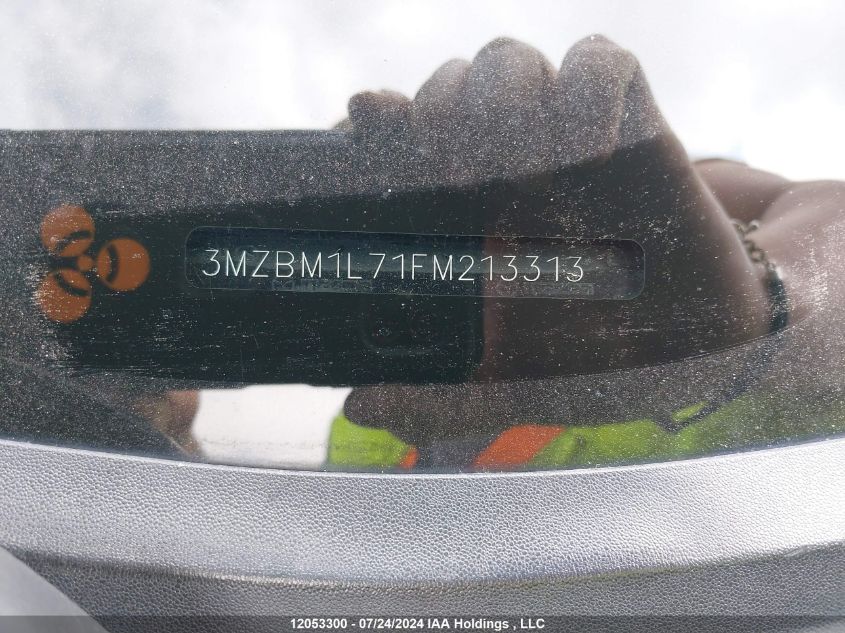 3MZBM1L71FM213313
12053300 - 07/24/2024 IAA Holdings , LLC